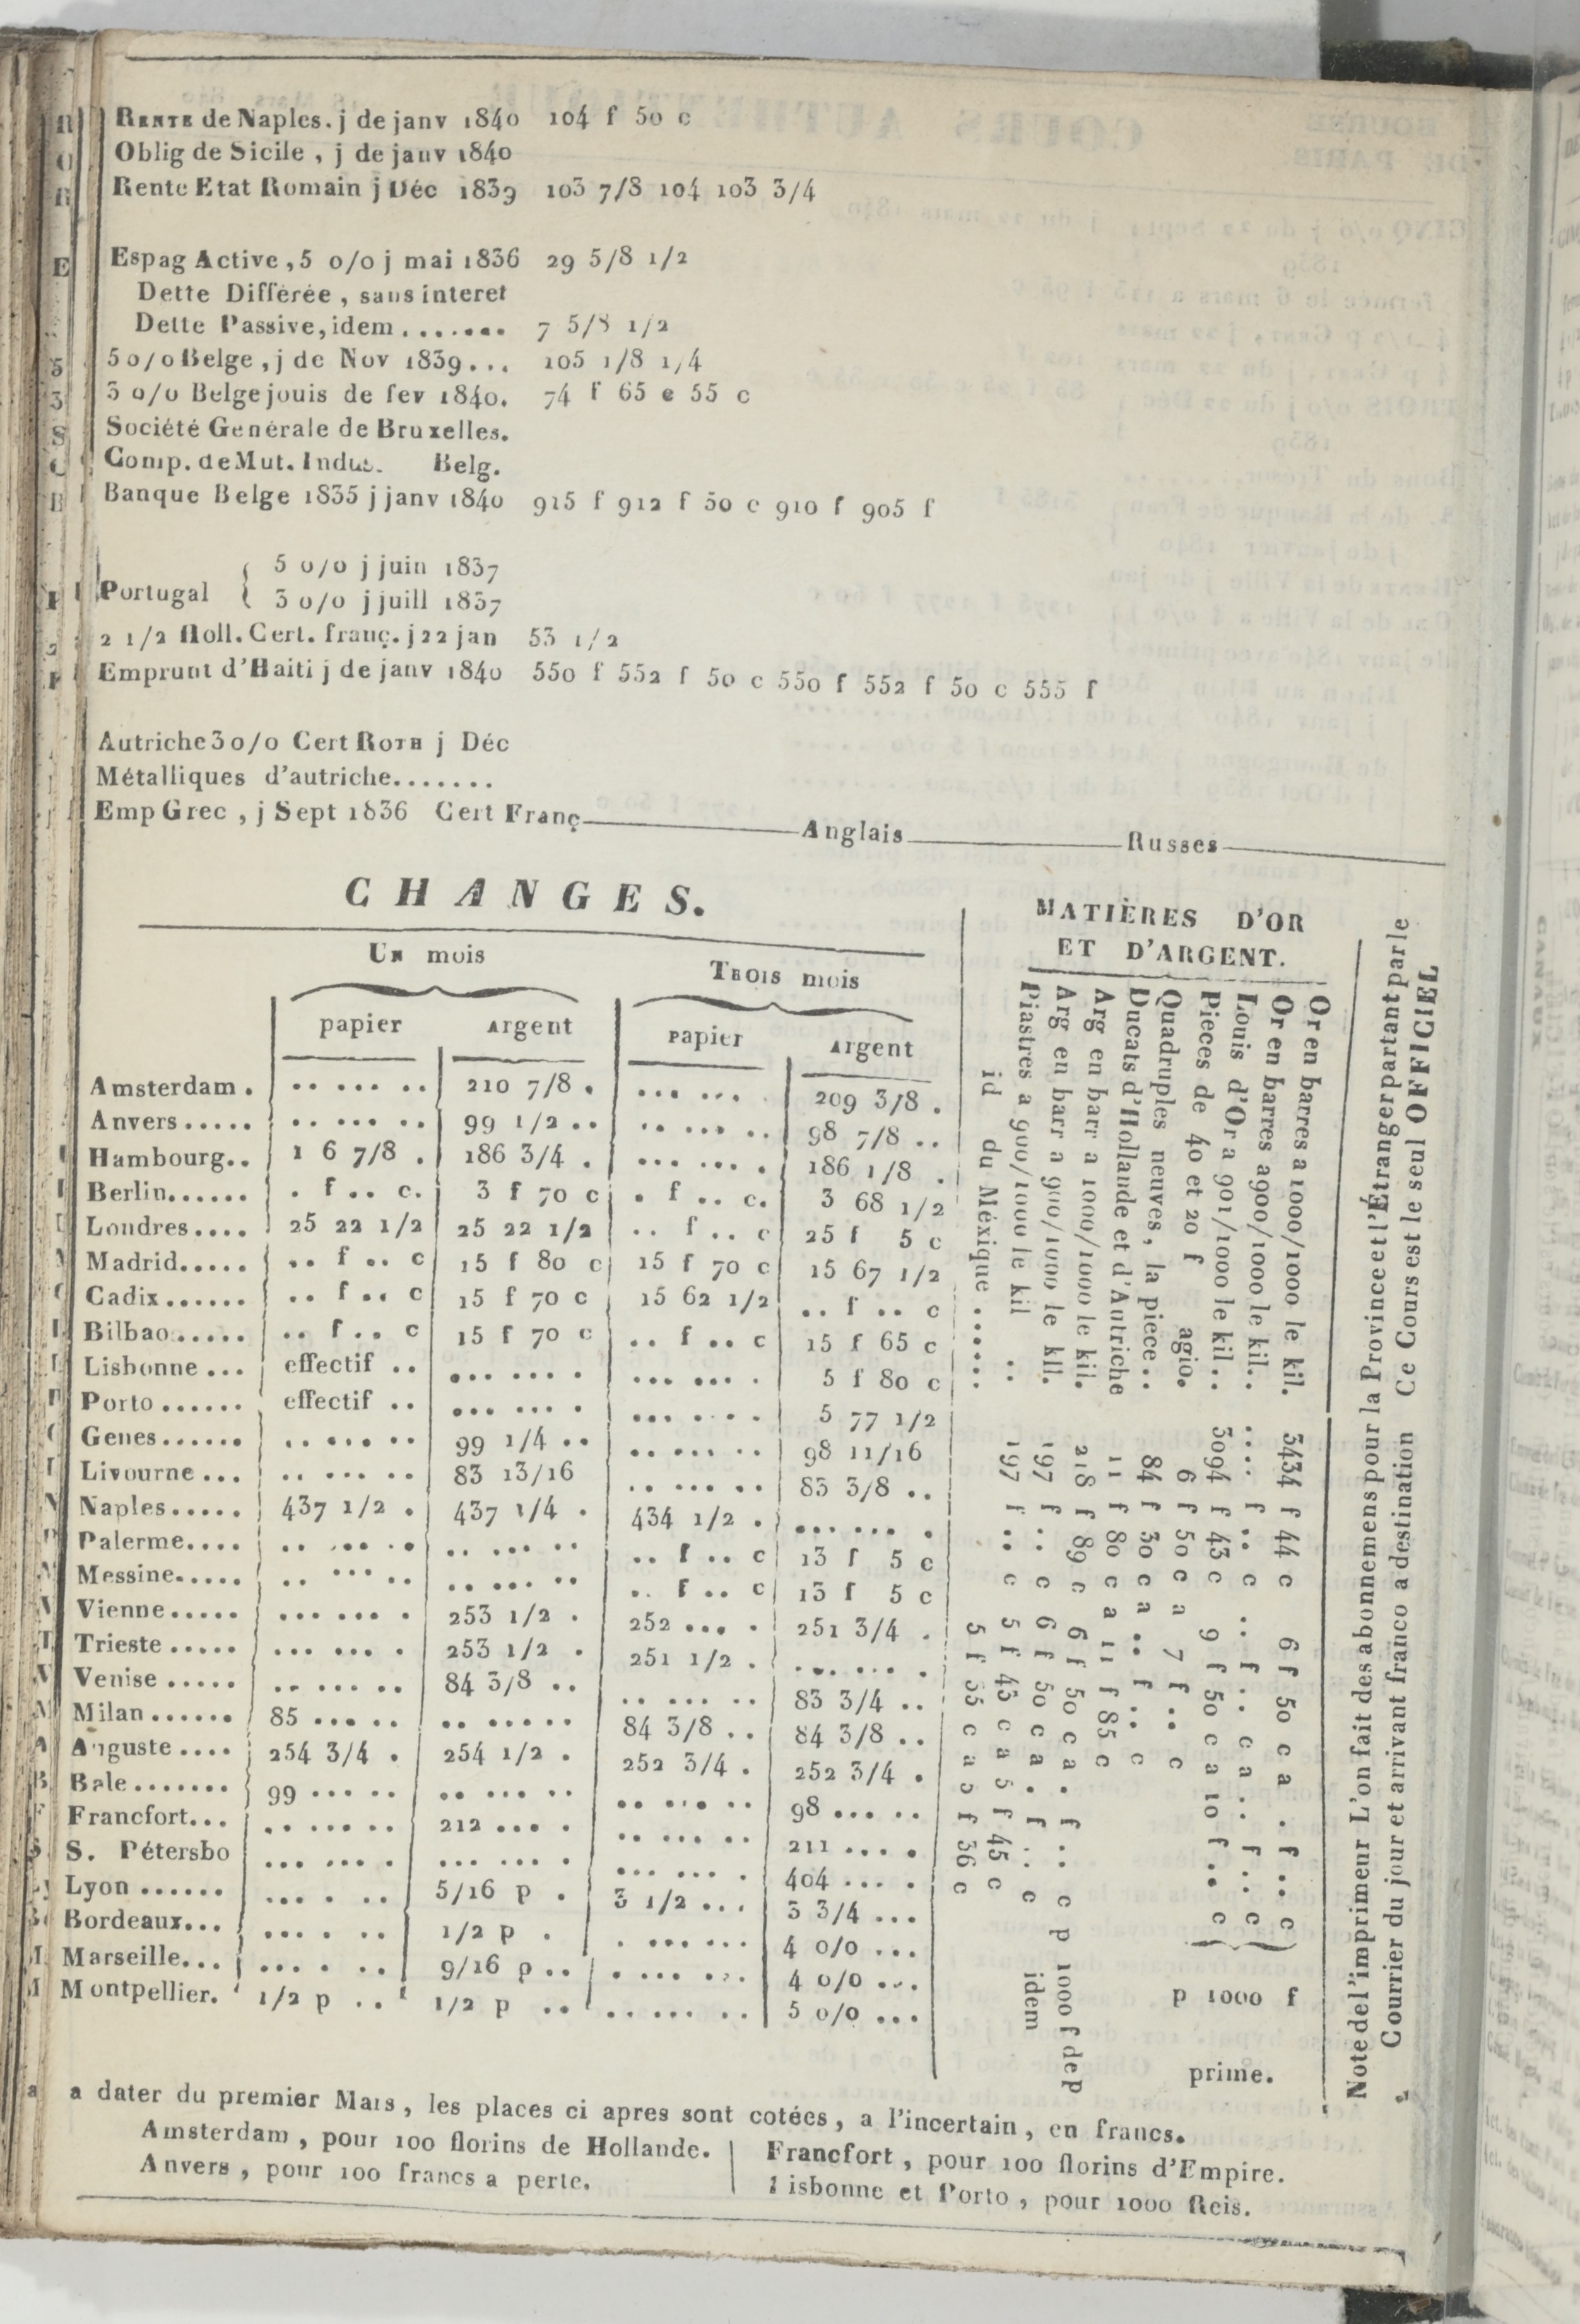 RENTE de Naples. j de janv 1840 104 f 50 c
Oblig de Sicile , j de janv 1840
Rente Etat Romain j Déc 1839 103 7/8 104 103 3/4
Espag Active , 5 o/o j mai 1836 29 5/8 1/2
Dette Différée , sans interet
Dette Passive, idem ....... 7 5/8 1/2
5 o/o Belge , j de Nov 1839... 105 1/8 1/4
3 o/o Belge jouis de fev 1840. 74 f 65 c 55 c
Société Genérale de Bruxelles.
Comp. de Mut. Indus. Belg.
Banque Belge 1835 j janv 1840 915 f 912 f 50 c 910 f 905 f
Portugal { 5 o/o j juin 1837
3 o/o j juill 1837
2 1/2 Holl. Cert. franç. j 22 jan 53 1/2
Emprunt d'Haiti j de janv 1840 550 f 552 f 50 c 550 f 552 f 50 c 555 f
Autriche 3 o/o Cert ROTH j Déc
Métalliques d'autriche.......
Emp Grec , j Sept 1836 Cert Franç Anglais Russes
CHANGES.
Un mois Trois mois
papier Argent Papier Argent
Amsterdam . .. ... .. 210 7/8 . ... ... . 209 3/8 .
Anvers ..... .. ... .. 99 1/2 .. .. ... .. 98 7/8 ..
Hambourg.. 1 6 7/8 . 186 3/4 . ... ... . 186 1/8 .
Berlin...... . f .. c. 3 f 70 c . f .. c. 3 68 1/2
Londres.... 25 22 1/2 25 22 1/2 .. f .. c 25 f 5 c
Madrid..... .. f .. c 15 f 80 c 15 f 70 c 15 67 1/2
Cadix...... .. f .. c 15 f 70 c 15 62 1/2 .. f .. c
Bilbao..... .. f .. c 15 f 70 c .. f .. c 15 f 65 c
Lisbonne ... effectif .. ... ... . ... ... . 5 f 80 c
Porto ...... effectif .. ... ... . ... ... . 5 77 1/2
Genes...... .. ... .. 99 1/4 .. .. ... .. 98 11/16
Livourne ... .. ... .. 83 13/16 .. ... .. 83 3/8 ..
Naples..... 437 1/2 . 437 1/4 . 434 1/2 . ... ... .
Palerme.... .. ... .. .. ... .. .. f .. c 13 f 5 c
Messine..... .. ... .. .. ... .. .. f .. c 13 f 5 c
Vienne..... ... ... . 253 1/2 . 252 ... . 251 3/4 .
Trieste ..... ... ... . 253 1/2 . 251 1/2 . ... ... .
Venise ..... .. ... .. 84 3/8 .. .. ... .. 83 3/4 ..
Milan ...... 85 ... .. .. ... .. 84 3/8 .. 84 3/8 ..
Auguste .... 254 3/4 . 254 1/2 . 252 3/4 . 252 3/4 .
Bale ....... 99 ... .. .. ... .. .. ... .. 98 ... ..
Francfort... .. ... .. 212 ... . .. ... .. 211 ... .
S. Pétersbo ... ... . ... ... . ... ... . 404 ... .
Lyon ...... ... . .. 5/16 p . 3 1/2 ... 3 3/4 ...
Bordeaux... ... . .. 1/2 p . . ... ... 4 o/o ...
Marseille... ... . .. 9/16 p .. . ... ... 4 o/o ...
Montpellier. 1/2 p .. 1/2 p .. .. ... .. 5 o/o ...
MATIÈRES D'OR
ET D'ARGENT.
Or en barres a 1000/1000 le kil. 3434 f 44 c 6 f 50 c a . f .. c
Or en barres a 900/1000 le kil.. .... f .. c .. f .. c a .. f .. c
Louis d'Or a 901/1000 le kil .. 3094 f 43 c 9 f 50 c a 10 f .. c
p 1000 f
prime.
Pieces de 40 et 20 f agio. 6 f 50 c a 7 f .. c
Quadruples neuves , la piece .. 84 f 30 c a .. f .. c
Ducats d'Hollande et d'Autriche 11 f 80 c a 11 f 85 c
Arg en barr a 1000/1000 le kil. 218 f 89 c 6 f 50 c a . f .. c p 1000 f de p
Arg en barr a 900/1000 le kil. 197 f .. c 6 f 50 c a . f .. c idem
Piastres a 900/1000 le kil .. 197 f .. c 5 f 43 c a 5 f 45 c
id du Méxique ...... 5 f 35 c a 5 f 36 c
Note de l'imprimeur L'on fait des abonnemens pour la Province et l'Étranger partant par le
Courrier du jour et arrivant franco a destination Ce Cours est le seul OFFICIEL
a dater du premier Mars , les places ci apres sont cotées , a l'incertain , en francs.
Amsterdam , pour 100 florins de Hollande.
Anvers , pour 100 francs a perte.
Francfort , pour 100 florins d'Empire.
Lisbonne et Porto , pour 1000 Reis.